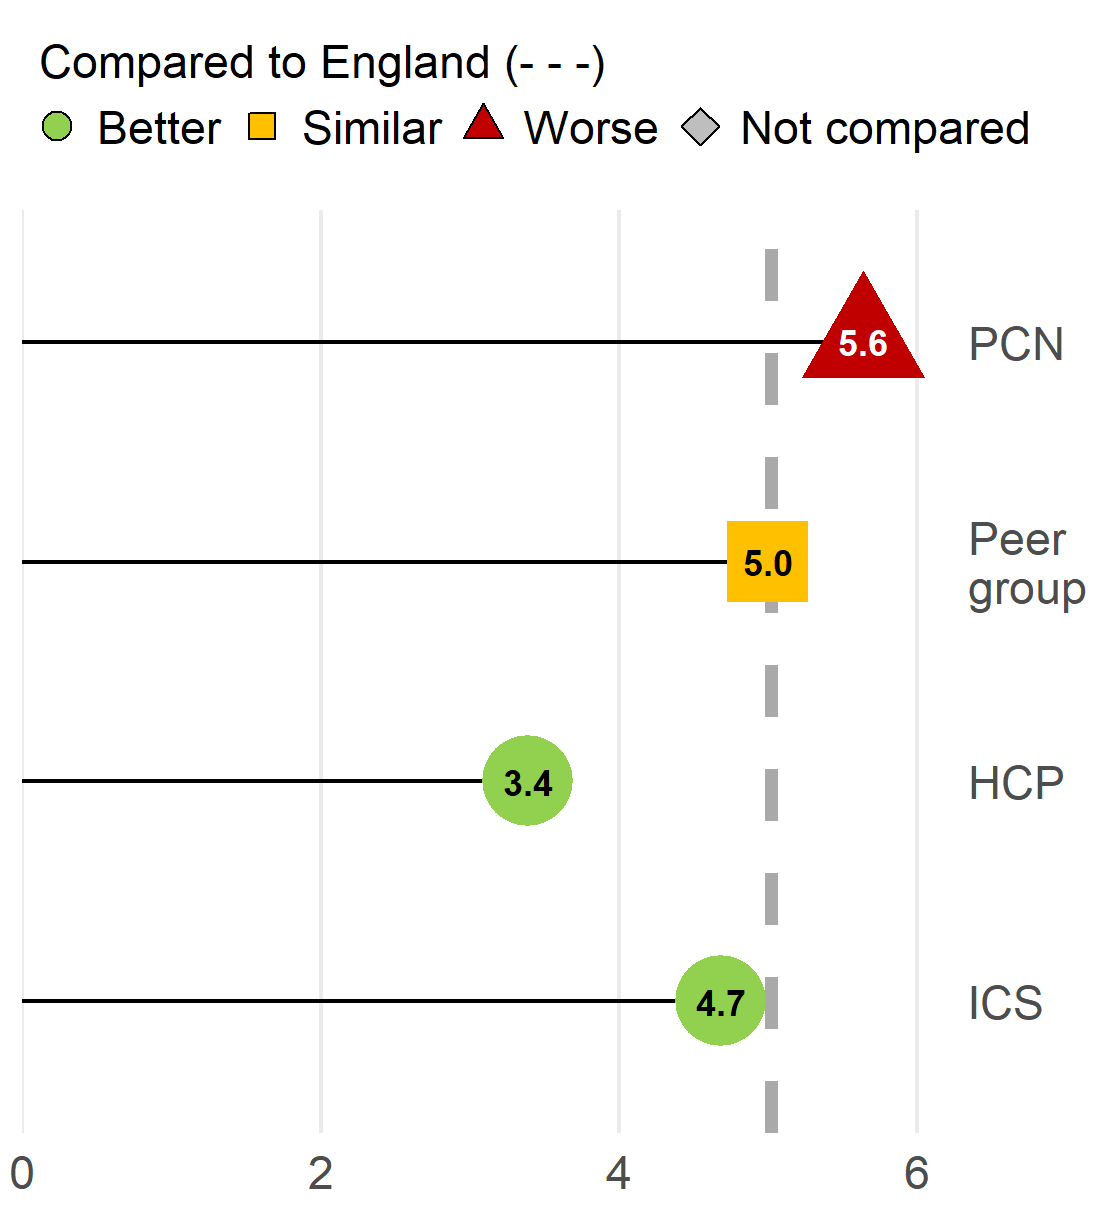 Compared to England (- - -)
Better Similar Worse Not compared
5.6 PCN
5.0 Peer
group
3.4 HCP
4.7 ICS
0 2 4 6